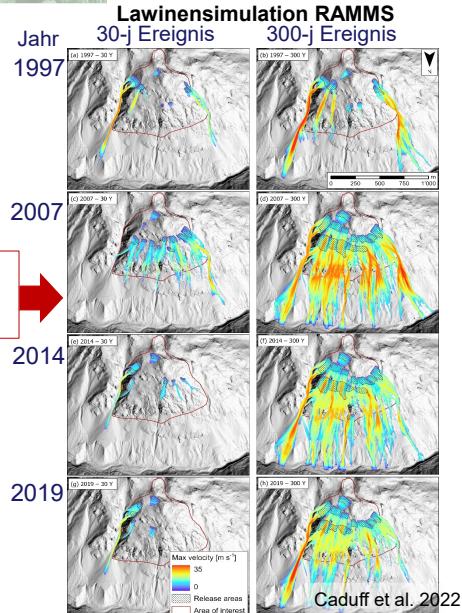 Lawinensimulation RAMMS
Jahr 30-j Ereignis 300-j Ereignis
1997
(a) 1997 – 30 Y
(b) 1997 – 300 Y
N
m
0 250 500 750 1'000
2007
(c) 2007 – 30 Y
(d) 2007 – 300 Y
2014
(e) 2014 – 30 Y
(f) 2014 – 300 Y
2019
(g) 2019 – 30 Y
(h) 2019 – 300 Y
Max velocity [m s⁻¹]
35
0
Release areas
Area of interest
Caduff et al. 2022